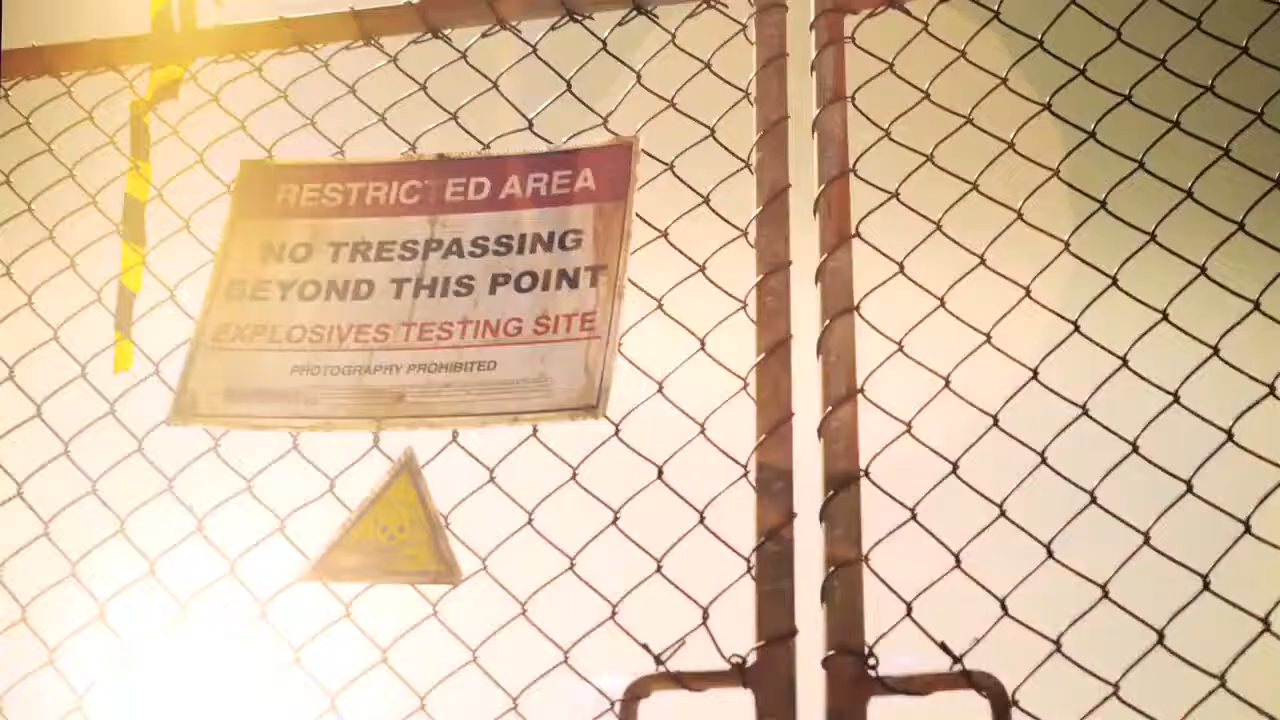 RESTRICTED AREA
NO TRESPASSING
BEYOND THIS POINT
EXPLOSIVES TESTING SITE
PHOTOGRAPHY PROHIBITED